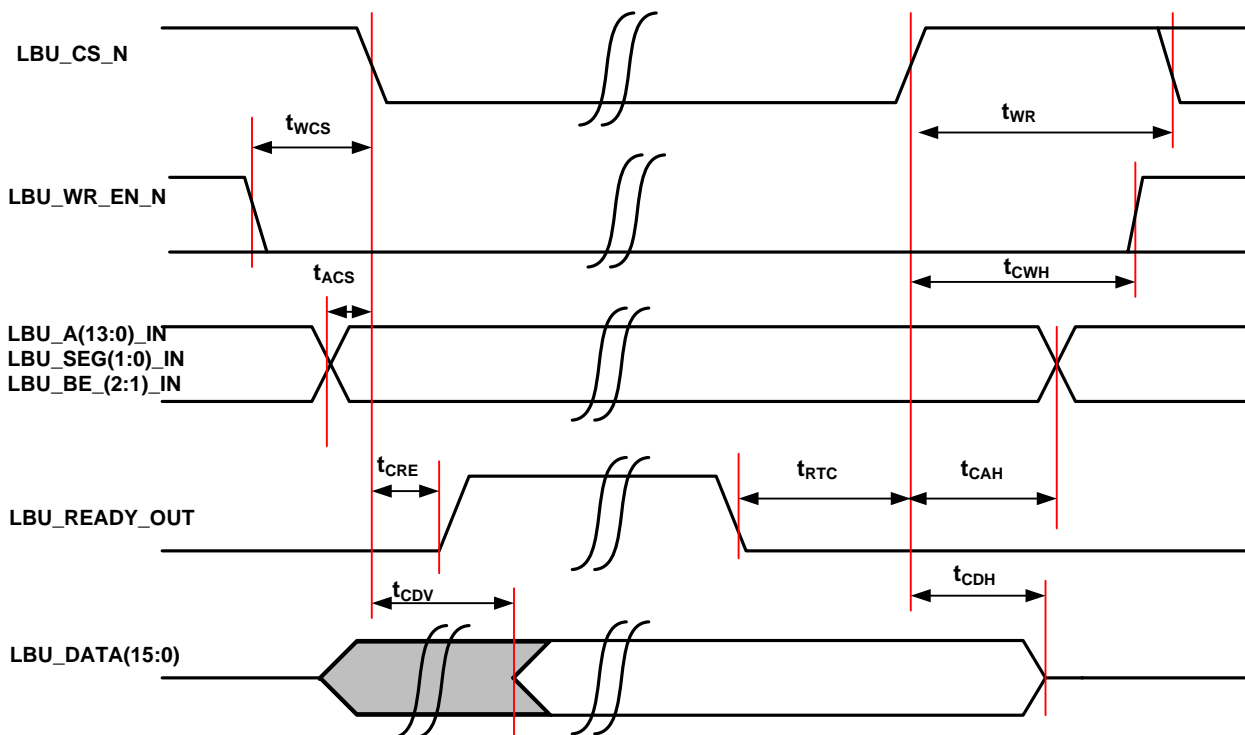 LBU_CS_N
tWCS
tWR
LBU_WR_EN_N
tACS
tCWH
LBU_A(13:0)_IN
LBU_SEG(1:0)_IN
LBU_BE_(2:1)_IN
tCRE
tRTC
tCAH
LBU_READY_OUT
tCDV
tCDH
LBU_DATA(15:0)